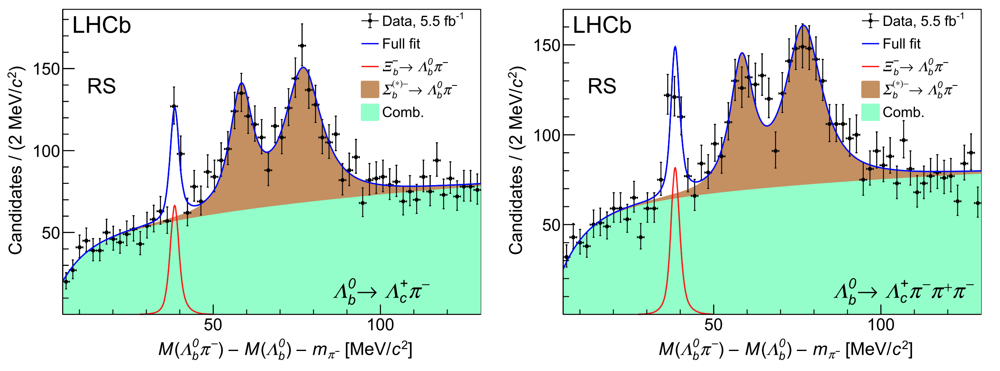 LHCb
RS
Data, 5.5 fb⁻¹
Full fit
Ξb⁻→ Λb⁰π⁻
Σb⁽*⁾⁻→ Λb⁰π⁻
Comb.
Candidates / (2 MeV/c²)
150
100
50
Λb⁰→ Λc⁺π⁻
50 100
M(Λb⁰π⁻) – M(Λb⁰) – mπ⁻ [MeV/c²]
LHCb
RS
Data, 5.5 fb⁻¹
Full fit
Ξb⁻→ Λb⁰π⁻
Σb⁽*⁾⁻→ Λb⁰π⁻
Comb.
Candidates / (2 MeV/c²)
150
100
50
Λb⁰→ Λc⁺π⁻π⁺π⁻
50 100
M(Λb⁰π⁻) – M(Λb⁰) – mπ⁻ [MeV/c²]